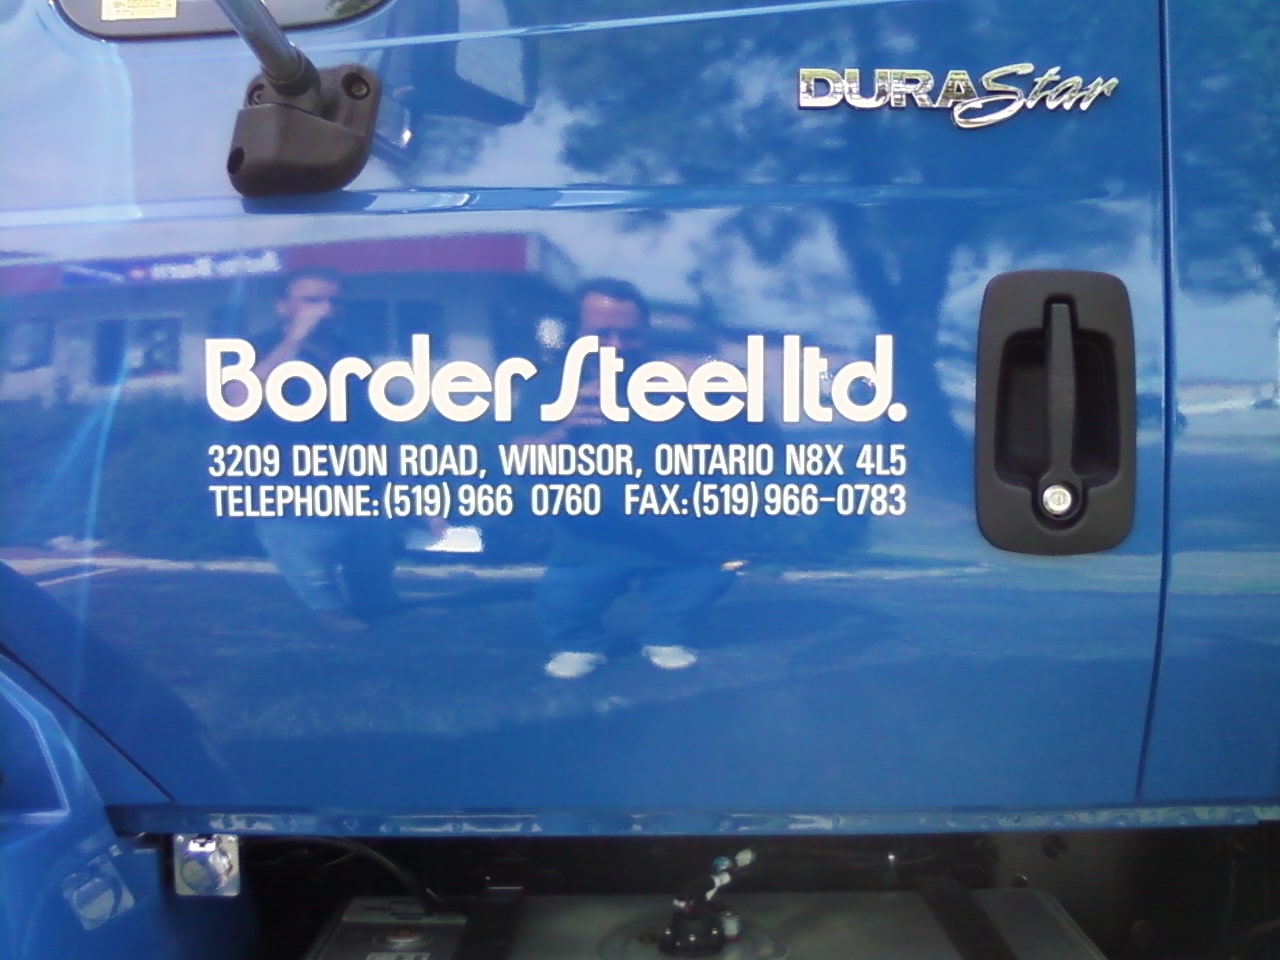 DURAStar
Border Steel ltd.
3209 DEVON ROAD, WINDSOR, ONTARIO N8X 4L5
TELEPHONE: (519) 966 0760 FAX: (519) 966-0783